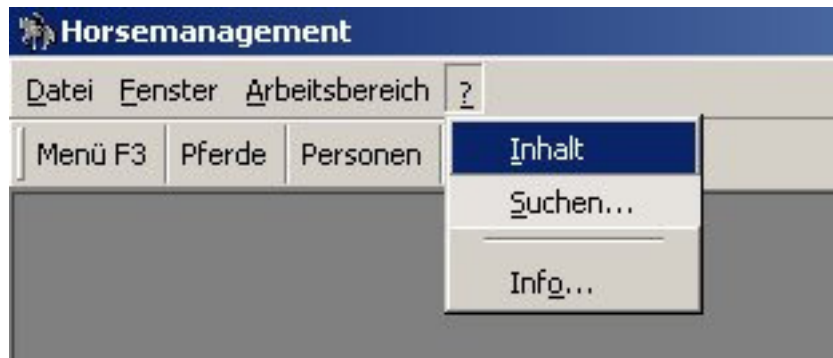 Horsemanagement
Datei Fenster Arbeitsbereich ?
Menü F3 Pferde Personen
Inhalt
Suchen...
Info...